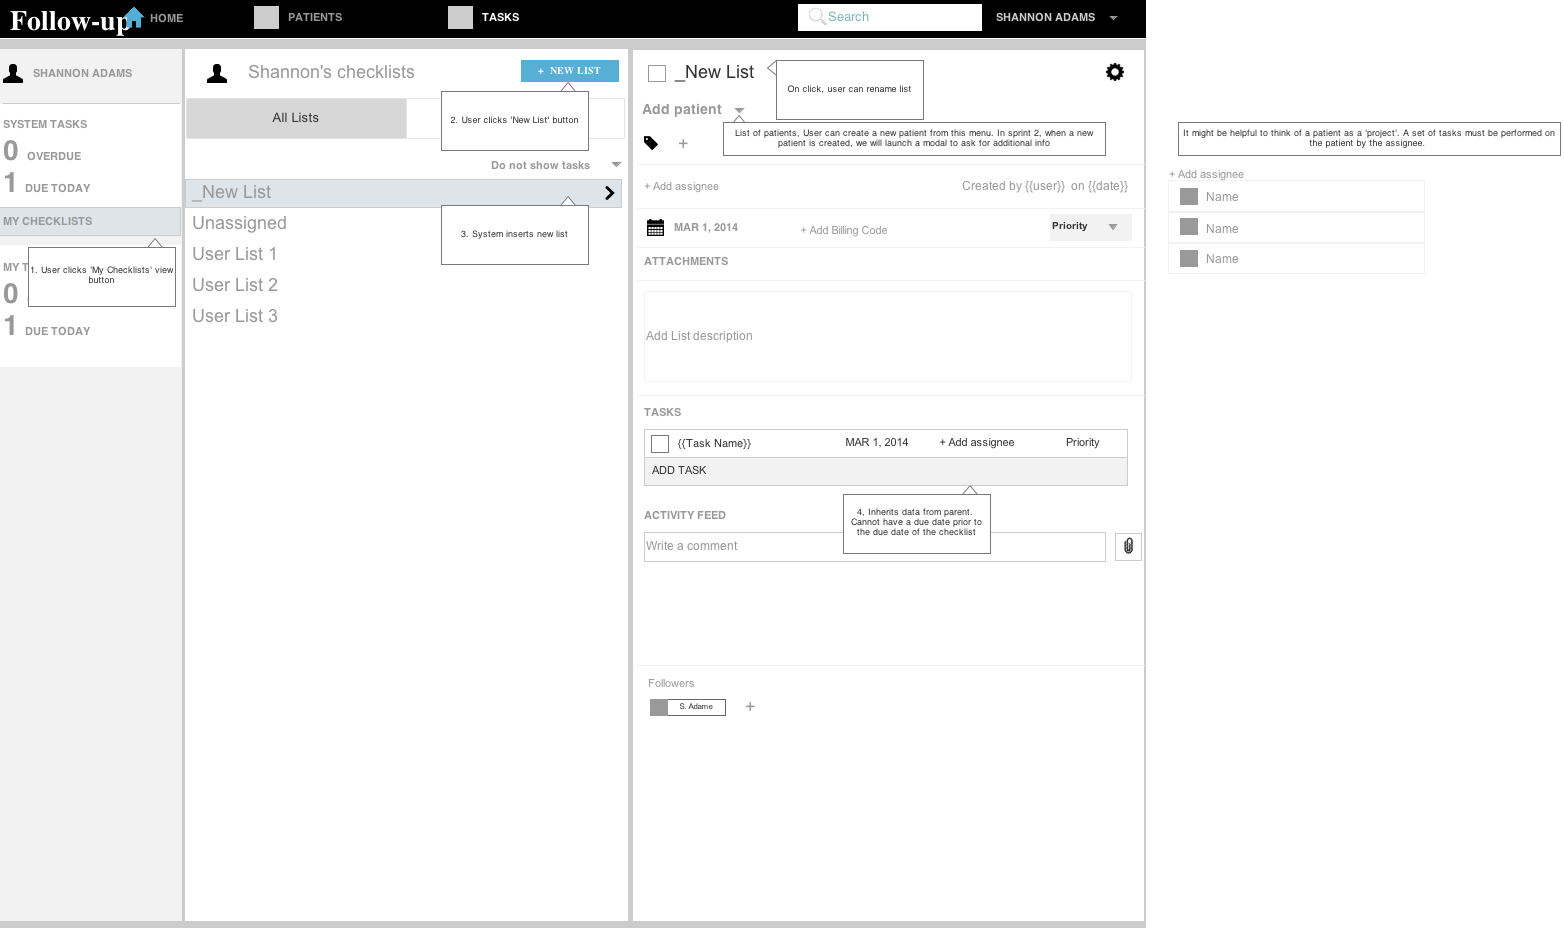 Follow-up
HOME
PATIENTS
TASKS
Search
SHANNON ADAMS
SHANNON ADAMS
SYSTEM TASKS
0 OVERDUE
1 DUE TODAY
MY CHECKLISTS
MY T
1. User clicks 'My Checklists' view
button
0
1 DUE TODAY
Shannon's checklists
+ NEW LIST
All Lists
2. User clicks 'New List' button
Do not show tasks
_New List
Unassigned
3. System inserts new list
User List 1
User List 2
User List 3
_New List
On click, user can rename list
Add patient
List of patients, User can create a new patient from this menu. In sprint 2, when a new
patient is created, we will launch a modal to ask for additional info
+
+ Add assignee
Created by {{user}} on {{date}}
MAR 1, 2014
+ Add Billing Code
Priority
ATTACHMENTS
Add List description
TASKS
{{Task Name}}
MAR 1, 2014
+ Add assignee
Priority
ADD TASK
4, Inherits data from parent.
Cannot have a due date prior to
the due date of the checklist
ACTIVITY FEED
Write a comment
Followers
S. Adame
+
It might be helpful to think of a patient as a 'project'. A set of tasks must be performed on
the patient by the assignee.
+ Add assignee
Name
Name
Name